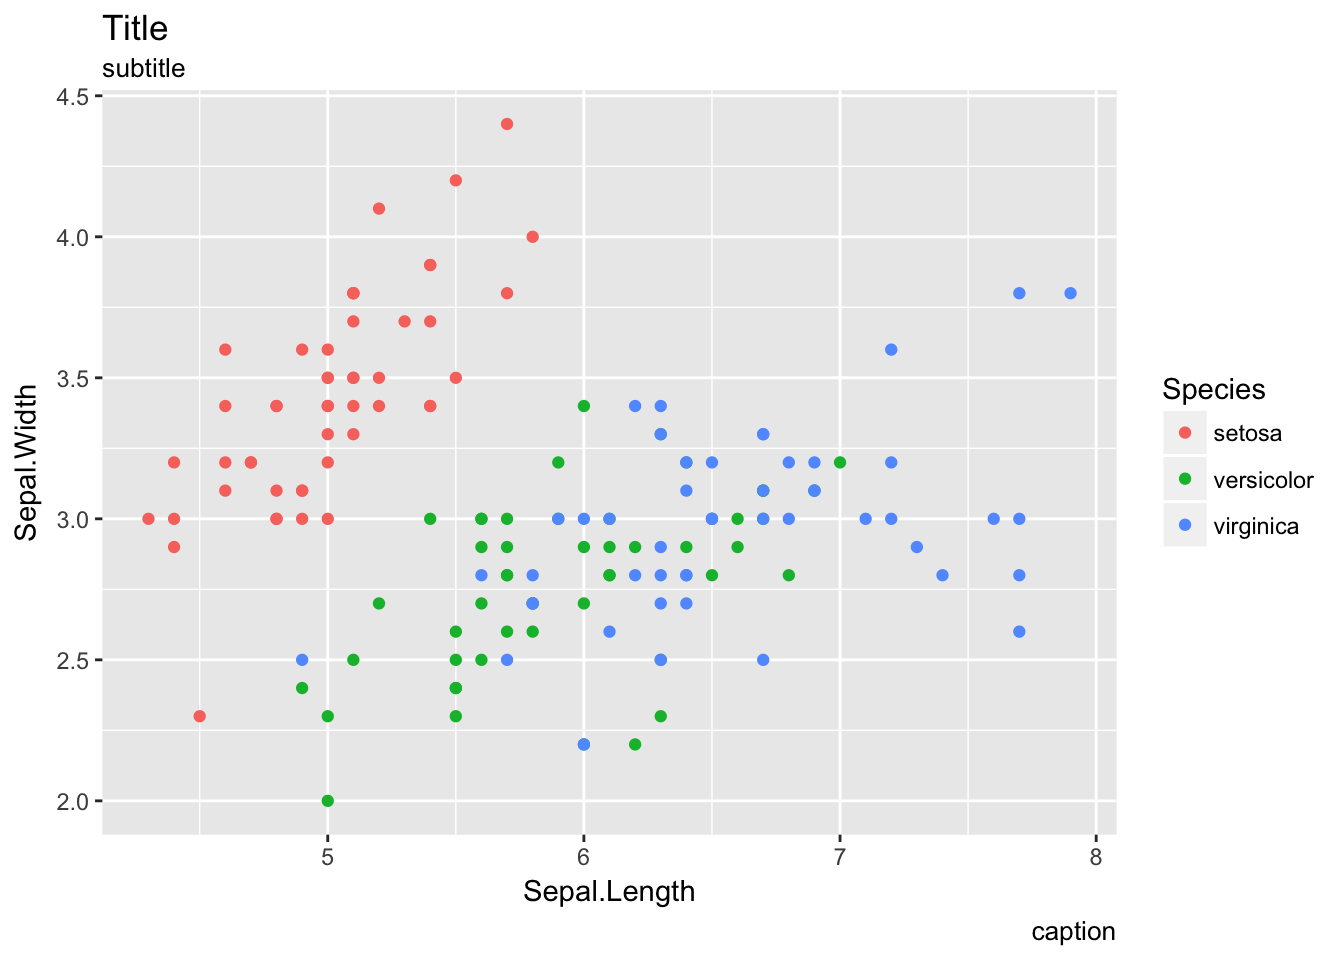 Title
subtitle
4.5
4.0
3.5
3.0
2.5
2.0
Sepal.Width
5 6 7 8
Sepal.Length
caption
Species
setosa
versicolor
virginica